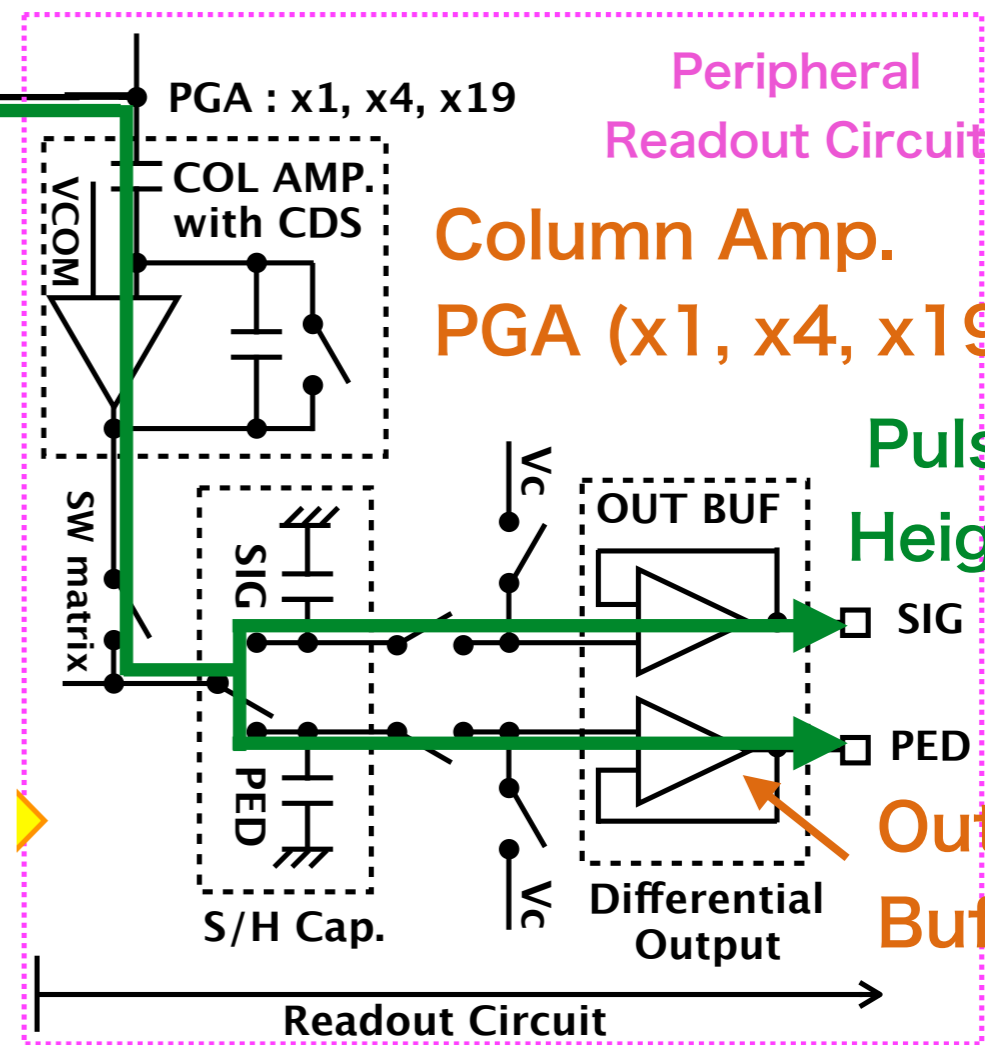 Peripheral
Readout Circuit
PGA : x1, x4, x19
COL AMP.
with CDS
VCOM
Column Amp.
PGA (x1, x4, x19
Vc
SW matrix
SIG
OUT BUF
SIG
PED
PED
Vc
S/H Cap.
Differential
Output
Readout Circuit